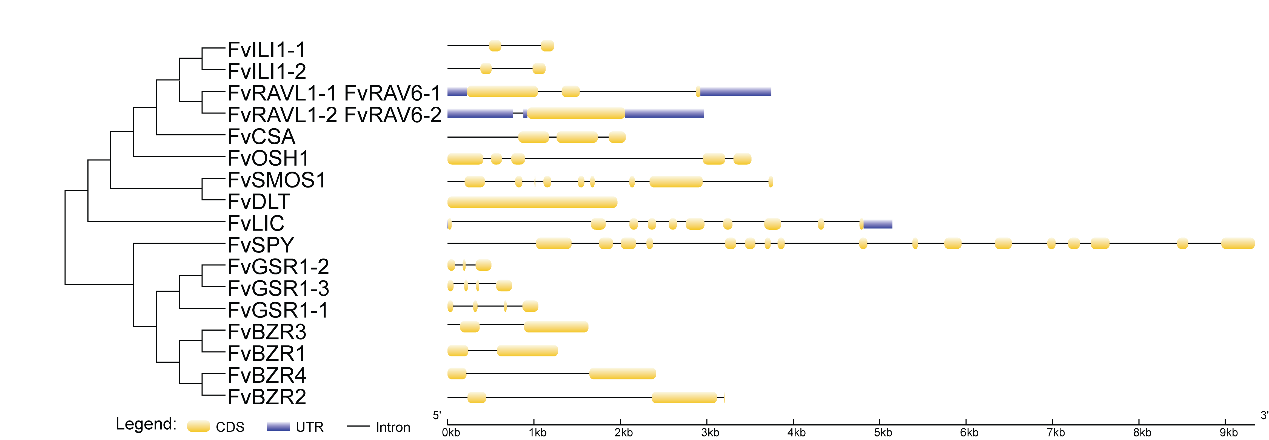 FvILI1-1
FvILI1-2
FvRAVL1-1 FvRAV6-1
FvRAVL1-2 FvRAV6-2
FvCSA
FvOSH1
FvSMOS1
FvDLT
FvLIC
FvSPY
FvGSR1-2
FvGSR1-3
FvGSR1-1
FvBZR3
FvBZR1
FvBZR4
FvBZR2
5' 3'
Legend: CDS UTR Intron
0kb 1kb 2kb 3kb 4kb 5kb 6kb 7kb 8kb 9kb